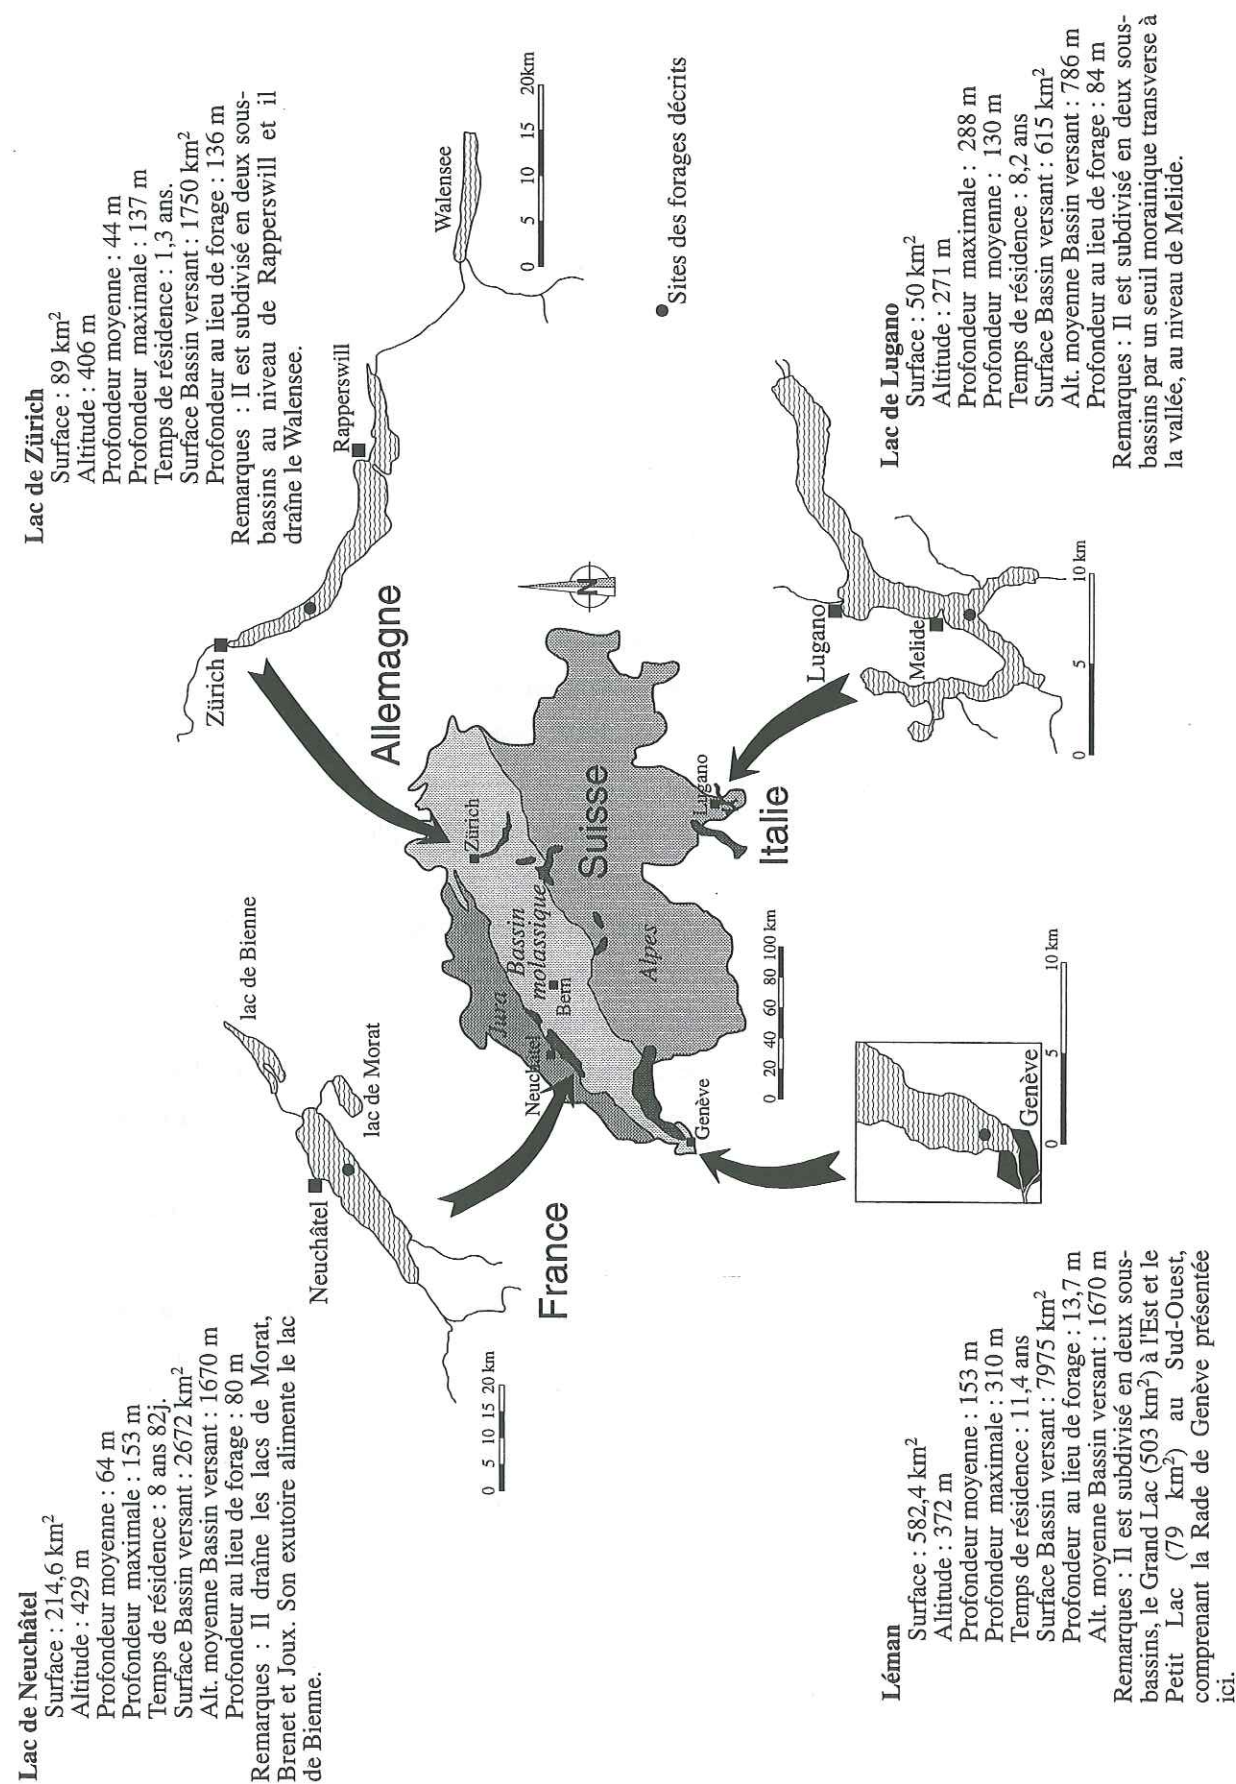 Lac de Neuchâtel
Surface : 214,6 km²
Altitude : 429 m
Profondeur moyenne : 64 m
Profondeur maximale : 153 m
Temps de résidence : 8 ans 82j.
Surface Bassin versant : 2672 km²
Alt. moyenne Bassin versant : 1670 m
Profondeur au lieu de forage : 80 m
Remarques : Il draîne les lacs de Morat,
Brenet et Joux. Son exutoire alimente le lac
de Bienne.
Lac de Zürich
Surface : 89 km²
Altitude : 406 m
Profondeur moyenne : 44 m
Profondeur maximale : 137 m
Temps de résidence : 1,3 ans.
Surface Bassin versant : 1750 km²
Profondeur au lieu de forage : 136 m
Remarques : Il est subdivisé en deux sous-
bassins au niveau de Rapperswill et il
draîne le Walensee.
lac de Bienne
lac de Morat
Neuchâtel
0 5 10 15 20 km
Zürich
Rapperswill
Walensee
0 5 10 15 20km
Sites des forages décrits
France
Allemagne
Suisse
Italie
Jura
Bassin
molassique
Alpes
Neuchâtel
Bern
Zürich
Genève
Lugano
N
0 20 40 60 80 100 km
Léman
Surface : 582,4 km²
Altitude : 372 m
Profondeur moyenne : 153 m
Profondeur maximale : 310 m
Temps de résidence : 11,4 ans
Surface Bassin versant : 7975 km²
Profondeur au lieu de forage : 13,7 m
Alt. moyenne Bassin versant : 1670 m
Remarques : Il est subdivisé en deux sous-
bassins, le Grand Lac (503 km²) à l'Est et le
Petit Lac (79 km²) au Sud-Ouest,
comprenant la Rade de Genève présentée
ici.
Genève
0 5 10 km
Lugano
Melide
0 5 10 km
Lac de Lugano
Surface : 50 km²
Altitude : 271 m
Profondeur maximale : 288 m
Profondeur moyenne : 130 m
Temps de résidence : 8,2 ans
Surface Bassin versant : 615 km²
Alt. moyenne Bassin versant : 786 m
Profondeur au lieu de forage : 84 m
Remarques : Il est subdivisé en deux sous-
bassins par un seuil morainique transverse à
la vallée, au niveau de Melide.